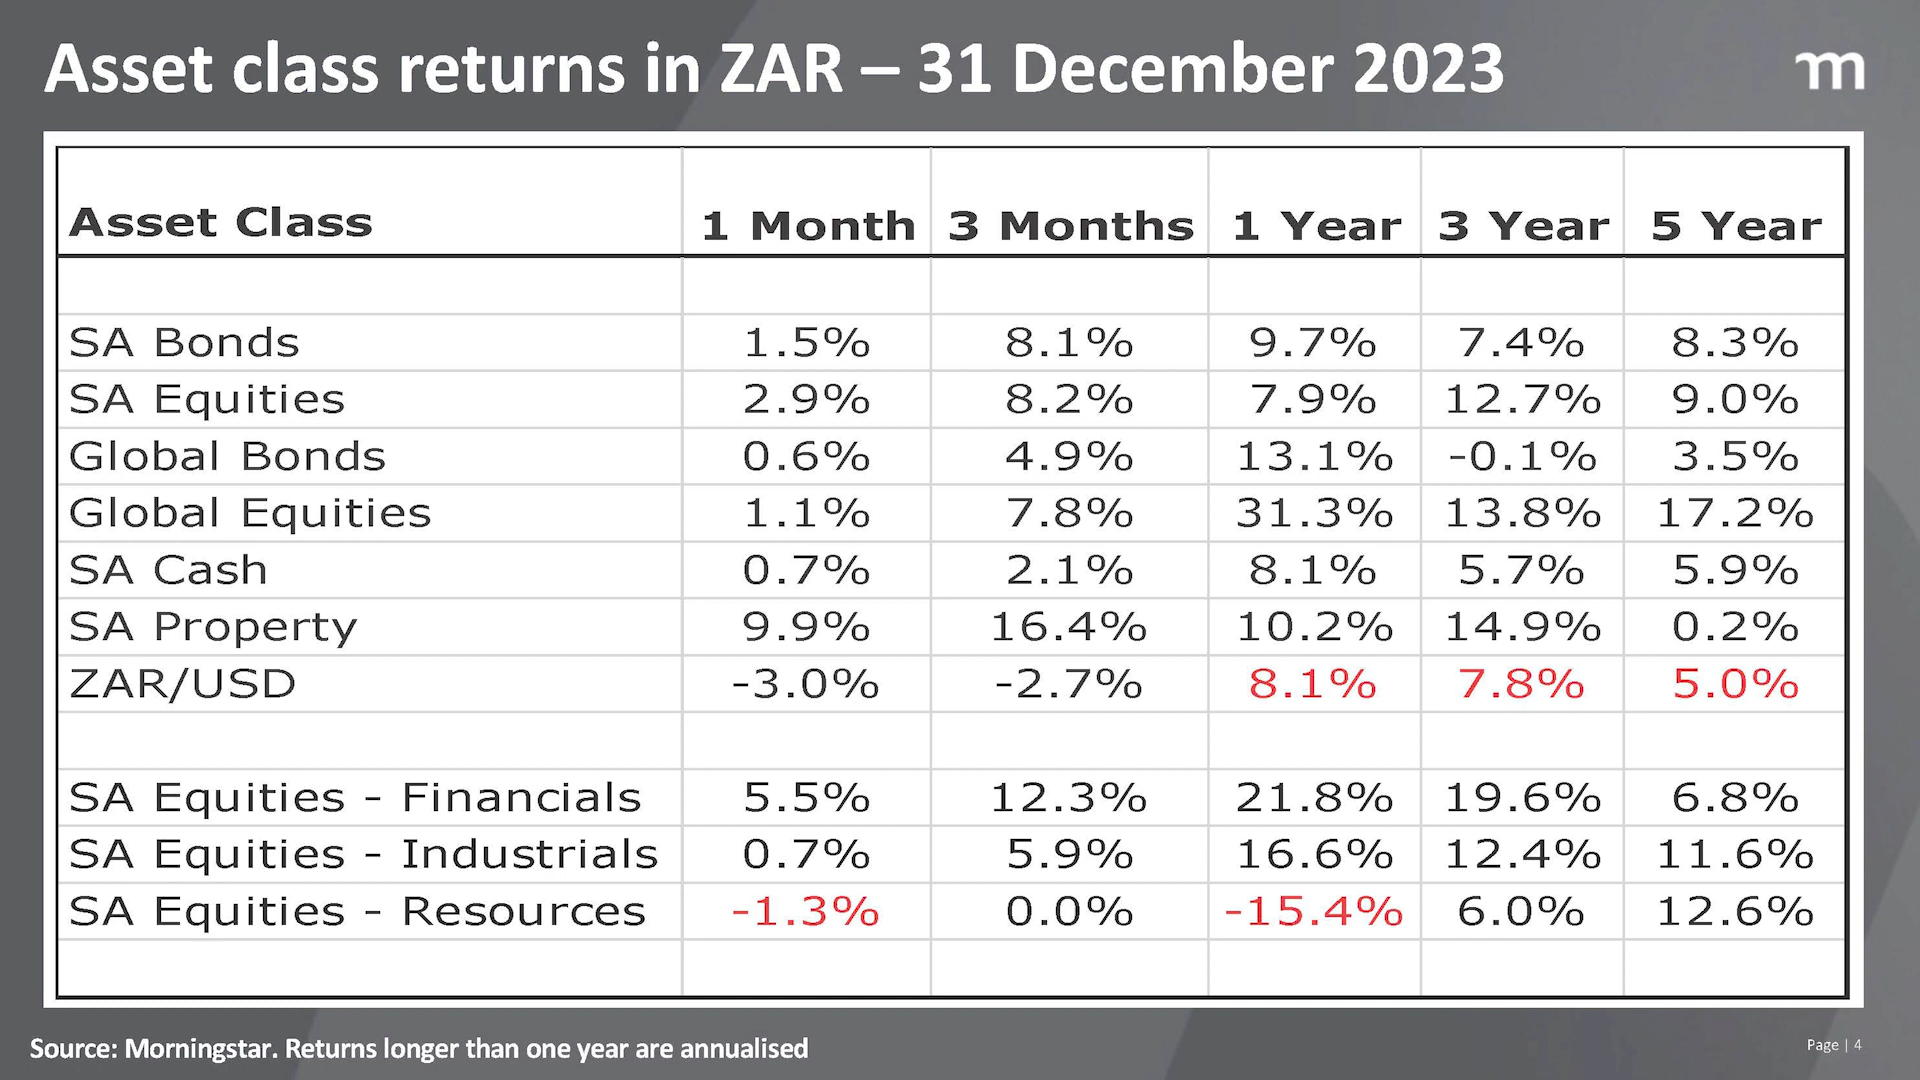 Asset class returns in ZAR – 31 December 2023
m
Asset Class 1 Month 3 Months 1 Year 3 Year 5 Year
SA Bonds 1.5% 8.1% 9.7% 7.4% 8.3%
SA Equities 2.9% 8.2% 7.9% 12.7% 9.0%
Global Bonds 0.6% 4.9% 13.1% -0.1% 3.5%
Global Equities 1.1% 7.8% 31.3% 13.8% 17.2%
SA Cash 0.7% 2.1% 8.1% 5.7% 5.9%
SA Property 9.9% 16.4% 10.2% 14.9% 0.2%
ZAR/USD -3.0% -2.7% 8.1% 7.8% 5.0%
SA Equities - Financials 5.5% 12.3% 21.8% 19.6% 6.8%
SA Equities - Industrials 0.7% 5.9% 16.6% 12.4% 11.6%
SA Equities - Resources -1.3% 0.0% -15.4% 6.0% 12.6%
Source: Morningstar. Returns longer than one year are annualised
Page | 4